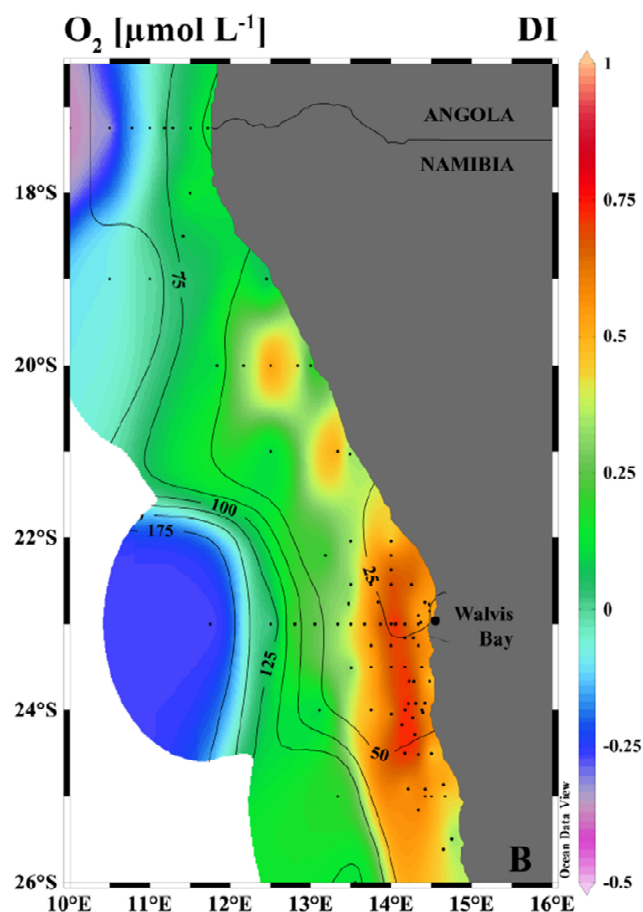 O₂ [µmol L⁻¹] DI
1
ANGOLA
NAMIBIA
18°S
0.75
75
20°S
0.5
0.25
100
22°S
175
25
Walvis
Bay
0
125
24°S
50
-0.25
Ocean Data View
B
26°S
-0.5
10°E 11°E 12°E 13°E 14°E 15°E 16°E